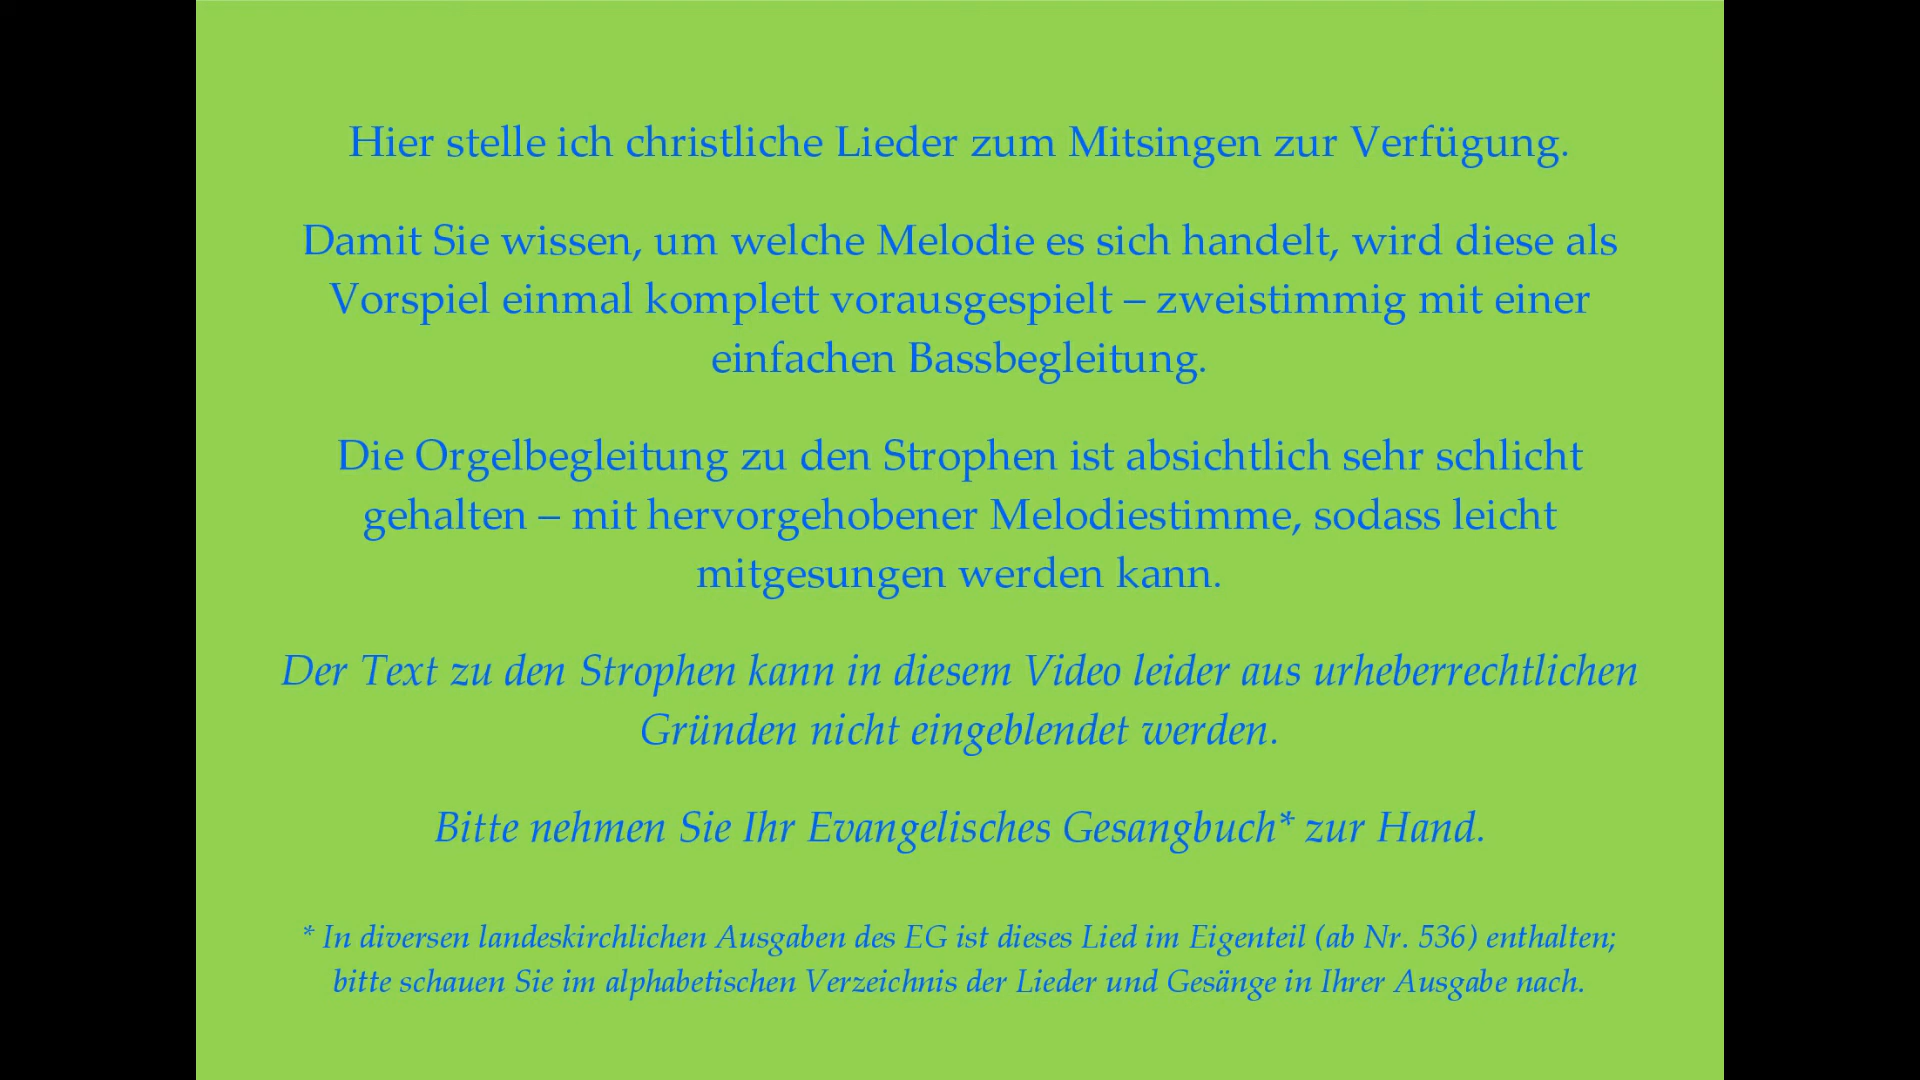 Hier stelle ich christliche Lieder zum Mitsingen zur Verfügung.
Damit Sie wissen, um welche Melodie es sich handelt, wird diese als
Vorspiel einmal komplett vorausgespielt – zweistimmig mit einer
einfachen Bassbegleitung.
Die Orgelbegleitung zu den Strophen ist absichtlich sehr schlicht
gehalten – mit hervorgehobener Melodiestimme, sodass leicht
mitgesungen werden kann.
Der Text zu den Strophen kann in diesem Video leider aus urheberrechtlichen
Gründen nicht eingeblendet werden.
Bitte nehmen Sie Ihr Evangelisches Gesangbuch* zur Hand.
* In diversen landeskirchlichen Ausgaben des EG ist dieses Lied im Eigenteil (ab Nr. 536) enthalten;
bitte schauen Sie im alphabetischen Verzeichnis der Lieder und Gesänge in Ihrer Ausgabe nach.